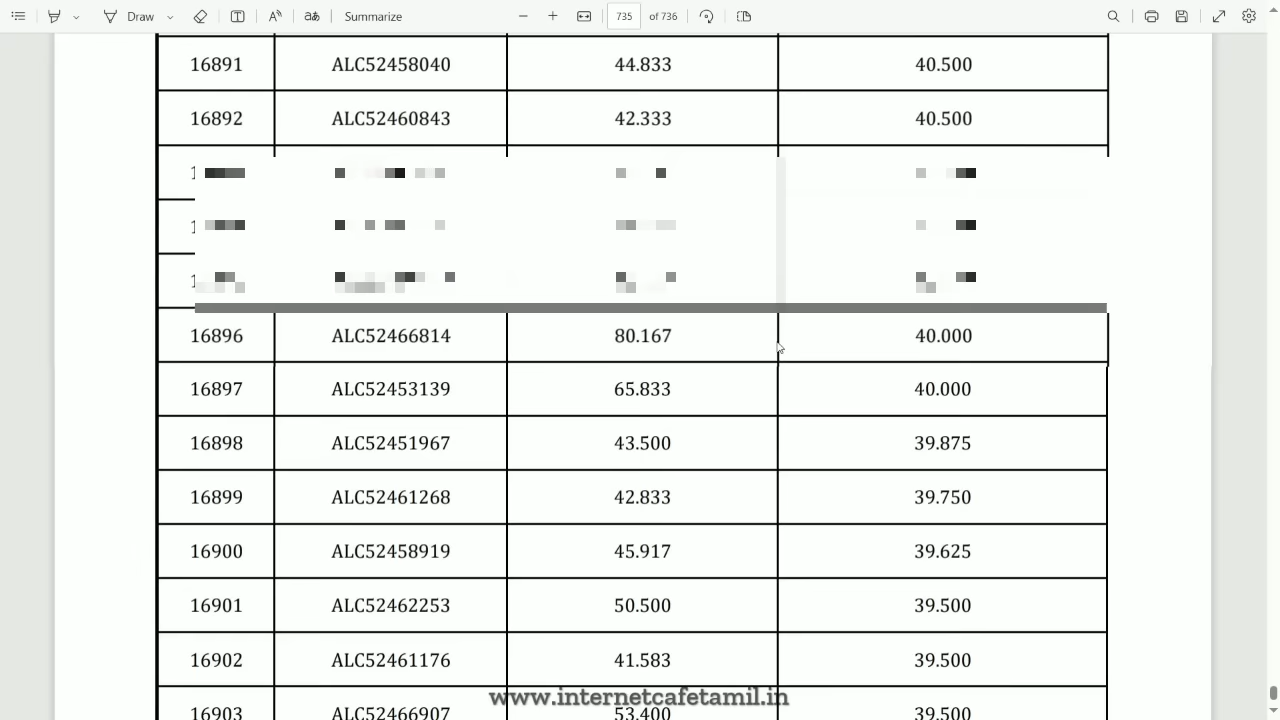 Draw aあ Summarize 735 of 736
16891 ALC52458040 44.833 40.500
16892 ALC52460843 42.333 40.500
16896 ALC52466814 80.167 40.000
16897 ALC52453139 65.833 40.000
16898 ALC52451967 43.500 39.875
16899 ALC52461268 42.833 39.750
16900 ALC52458919 45.917 39.625
16901 ALC52462253 50.500 39.500
16902 ALC52461176 41.583 39.500
www.internetcafetamil.in
16903 ALC52466907 53.400 39.500